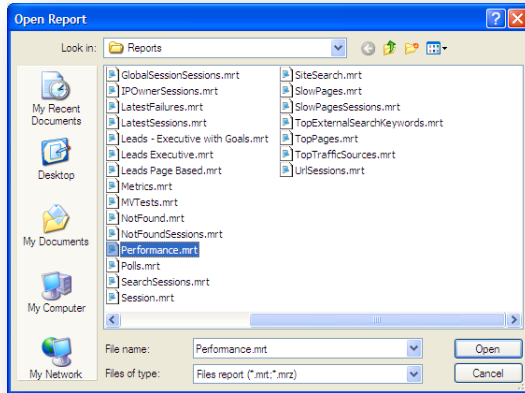 Open Report
Look in:
Reports
My Recent
Documents
Desktop
My Documents
My Computer
My Network
GlobalSessionSessions.mrt
IPOwnerSessions.mrt
LatestFailures.mrt
LatestSessions.mrt
Leads - Executive with Goals.mrt
Leads Executive.mrt
Leads Page Based.mrt
Metrics.mrt
MVTests.mrt
NotFound.mrt
NotFoundSessions.mrt
Performance.mrt
Polls.mrt
SearchSessions.mrt
Session.mrt
SiteSearch.mrt
SlowPages.mrt
SlowPagesSessions.mrt
TopExternalSearchKeywords.mrt
TopPages.mrt
TopTrafficSources.mrt
UrlSessions.mrt
File name:
Performance.mrt
Open
Files of type:
Files report (*.mrt;*.mrz)
Cancel